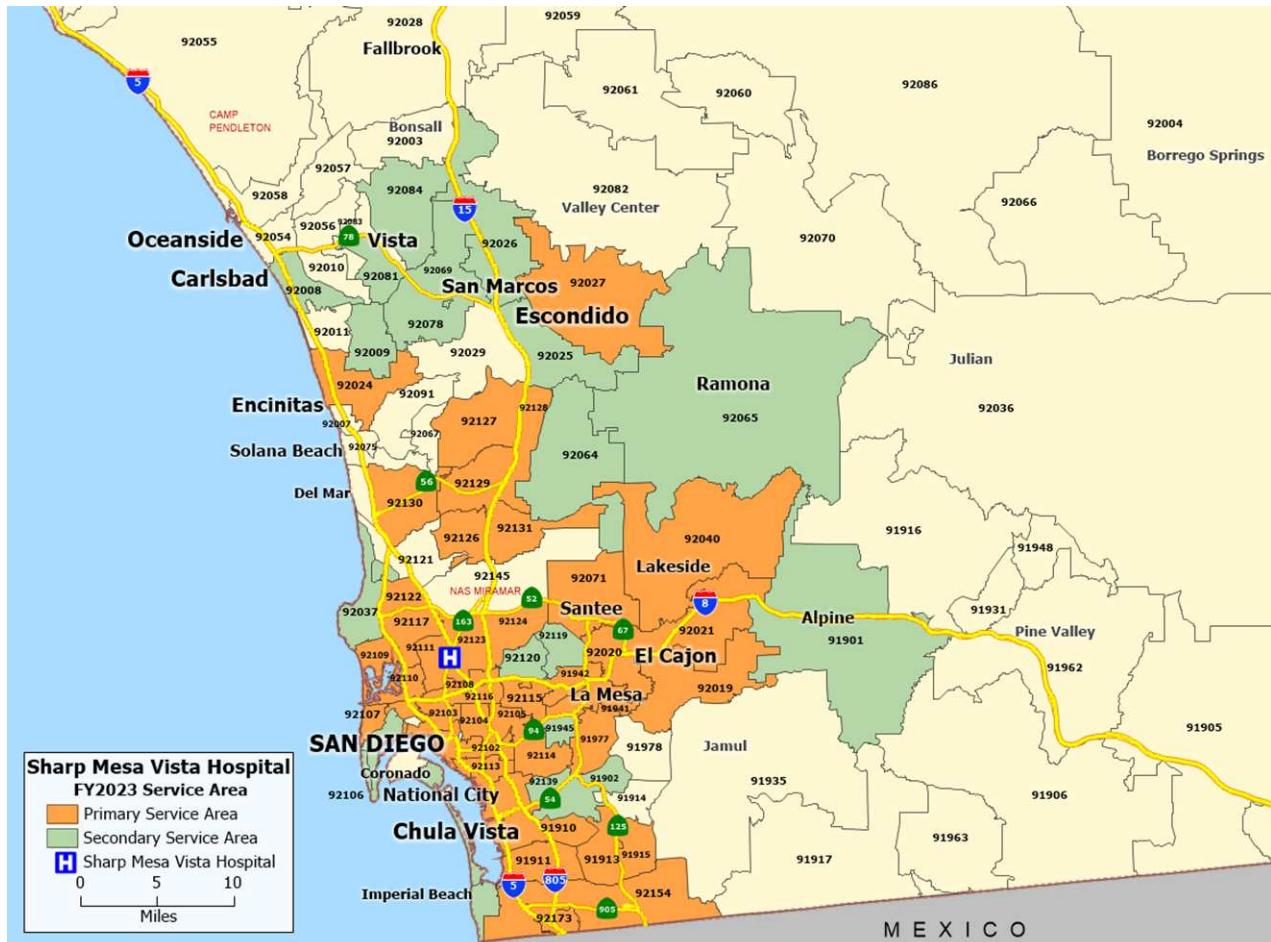 92028
92059
92055
Fallbrook
5
92061
92060
92086
CAMP
PENDLETON
Bonsall
92003
92004
Borrego Springs
92057
92058
92084
92082
Valley Center
92066
15
92056
92083
78
Vista
Oceanside
92054
92026
92070
92010
92081
92069
Carlsbad
92008
San Marcos
92027
Escondido
92011
92078
92009
92029
92025
Julian
92024
Ramona
92091
92036
Encinitas
92007
92127
92128
92065
92067
Solana Beach
92075
92064
56
92129
Del Mar
92130
92131
92126
92040
91916
92121
Lakeside
91948
92145
NAS MIRAMAR
92071
92122
52
8
92037
Santee
91931
92117
163
92124
67
92021
Alpine
Pine Valley
92123
92119
91901
92109
92111
H
92120
92020
El Cajon
91962
92110
92108
91942
92019
92116
92115
La Mesa
92107
92103
92104
92105
91941
91905
94
91945
SAN DIEGO
92102
91977
91978
Jamul
92114
92113
Coronado
92139
91902
91935
92106
National City
54
91914
91906
Chula Vista
91910
125
91963
91911
91913
91915
91917
Imperial Beach
5
805
92154
92173
905
MEXICO
Sharp Mesa Vista Hospital
FY2023 Service Area
Primary Service Area
Secondary Service Area
H Sharp Mesa Vista Hospital
0 5 10
Miles